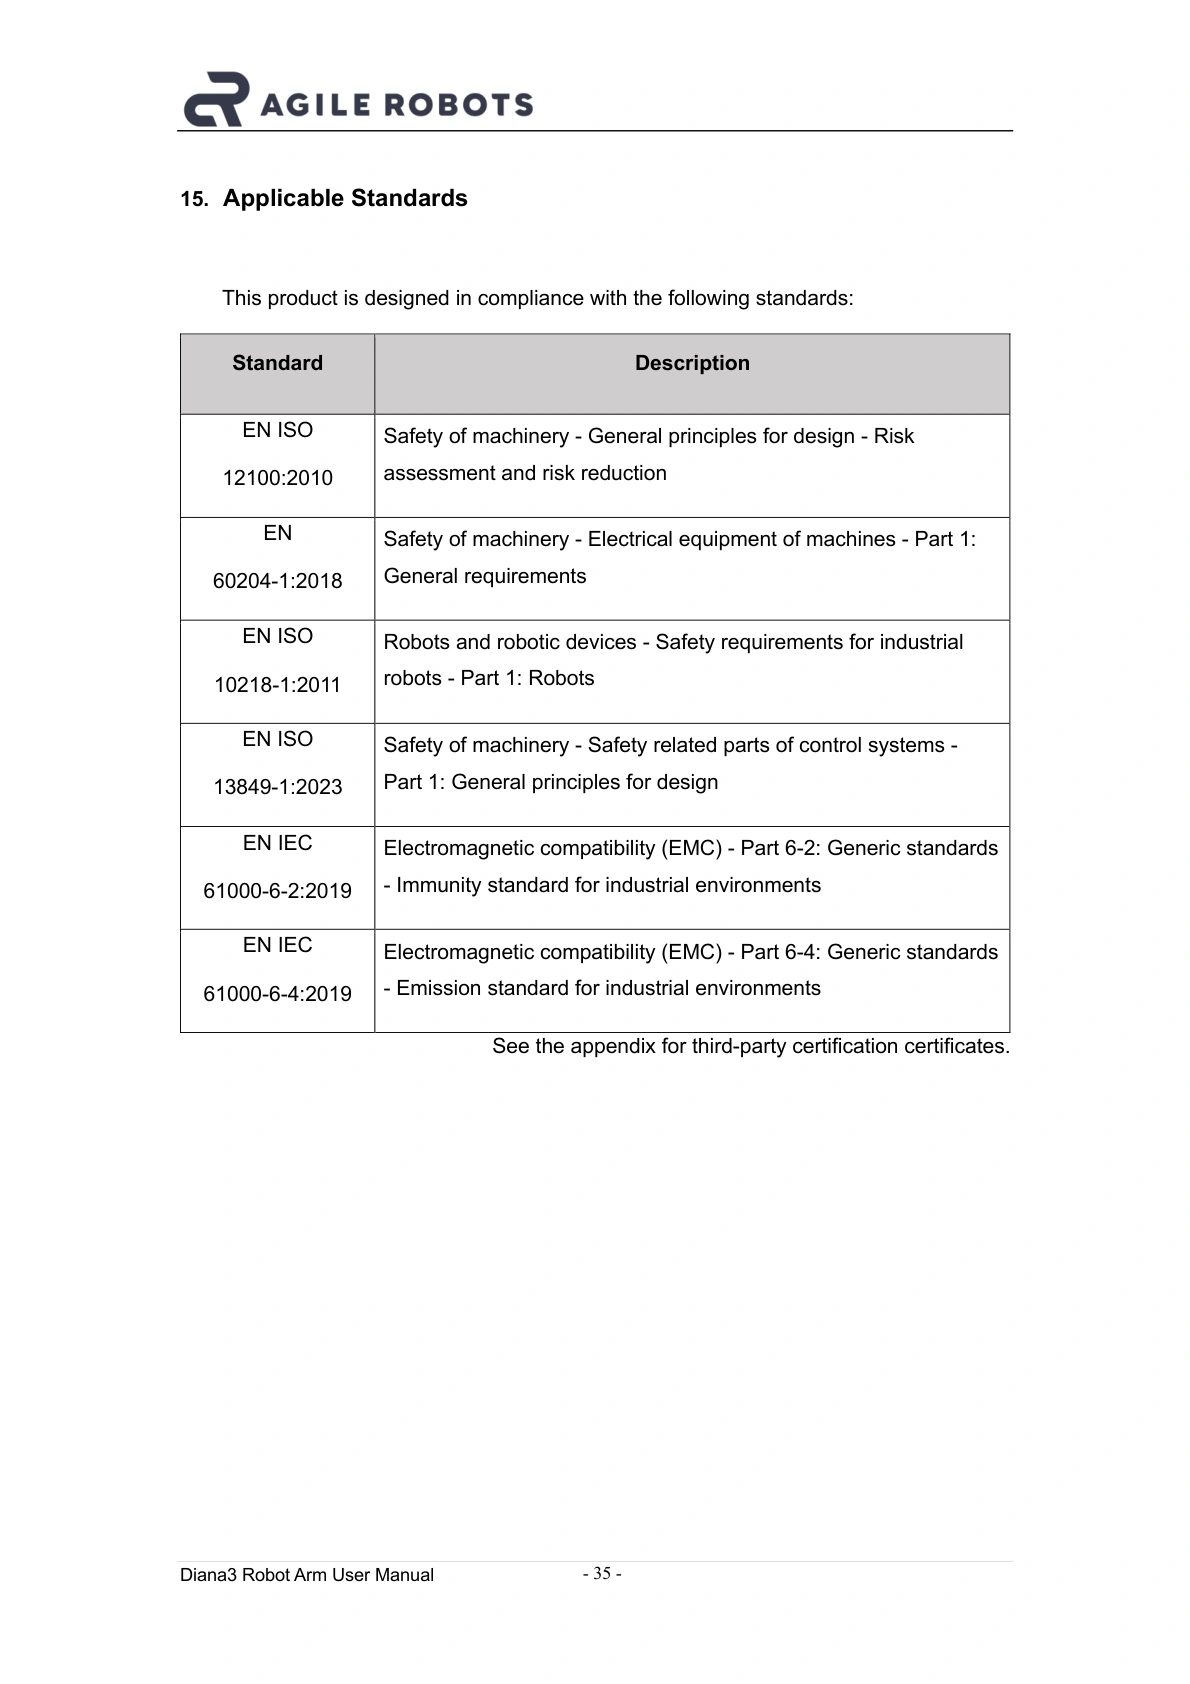 AGILE ROBOTS
15. Applicable Standards
This product is designed in compliance with the following standards:
Standard
Description
EN ISO
12100:2010
Safety of machinery - General principles for design - Risk
assessment and risk reduction
EN
60204-1:2018
Safety of machinery - Electrical equipment of machines - Part 1:
General requirements
EN ISO
10218-1:2011
Robots and robotic devices - Safety requirements for industrial
robots - Part 1: Robots
EN ISO
13849-1:2023
Safety of machinery - Safety related parts of control systems -
Part 1: General principles for design
EN IEC
61000-6-2:2019
Electromagnetic compatibility (EMC) - Part 6-2: Generic standards
- Immunity standard for industrial environments
EN IEC
61000-6-4:2019
Electromagnetic compatibility (EMC) - Part 6-4: Generic standards
- Emission standard for industrial environments
See the appendix for third-party certification certificates.
Diana3 Robot Arm User Manual
- 35 -